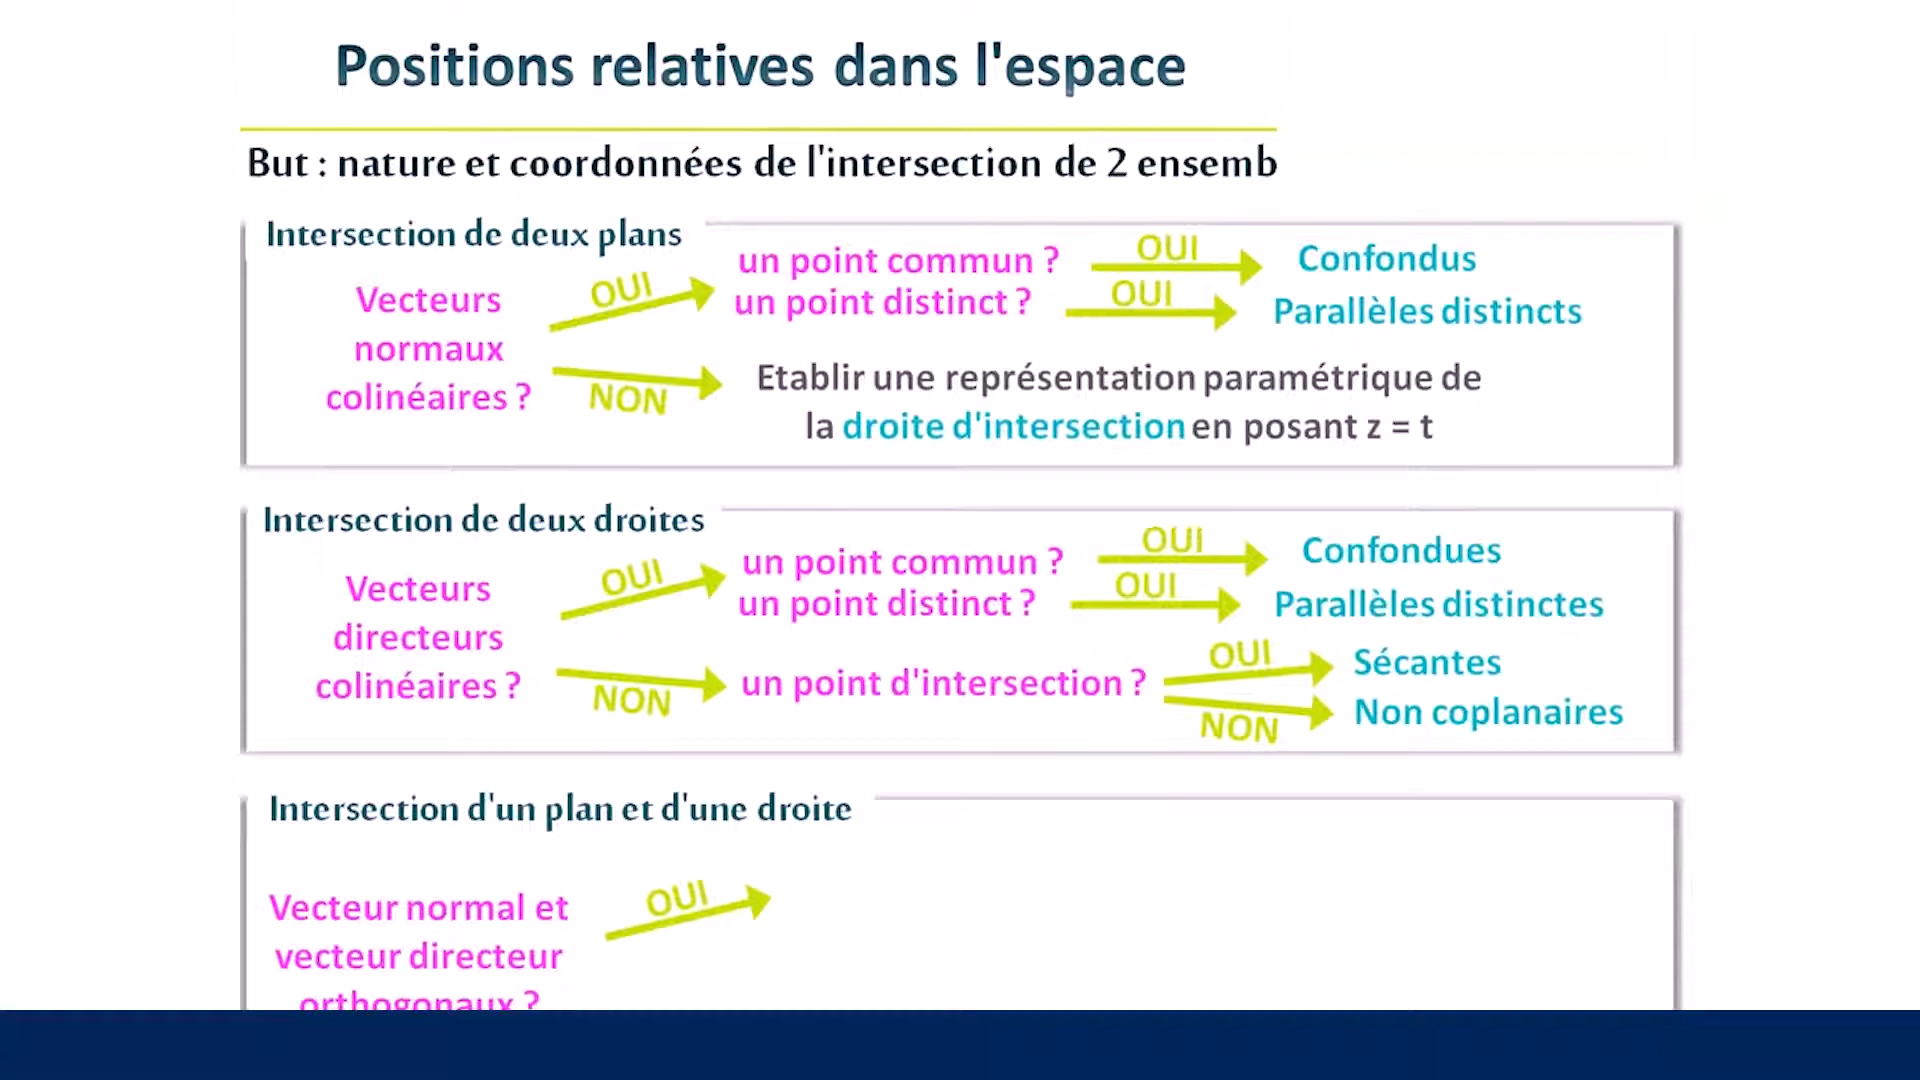 Positions relatives dans l'espace
But : nature et coordonnées de l'intersection de 2 ensemb
Intersection de deux plans
Vecteurs
normaux
colinéaires ?
OUI
un point commun ?
OUI
Confondus
un point distinct ?
OUI
Parallèles distincts
NON
Etablir une représentation paramétrique de
la droite d'intersection en posant z = t
Intersection de deux droites
Vecteurs
directeurs
colinéaires ?
OUI
un point commun ?
OUI
Confondues
un point distinct ?
OUI
Parallèles distinctes
NON
un point d'intersection ?
OUI
Sécantes
NON
Non coplanaires
Intersection d'un plan et d'une droite
Vecteur normal et
vecteur directeur
orthogonaux ?
OUI